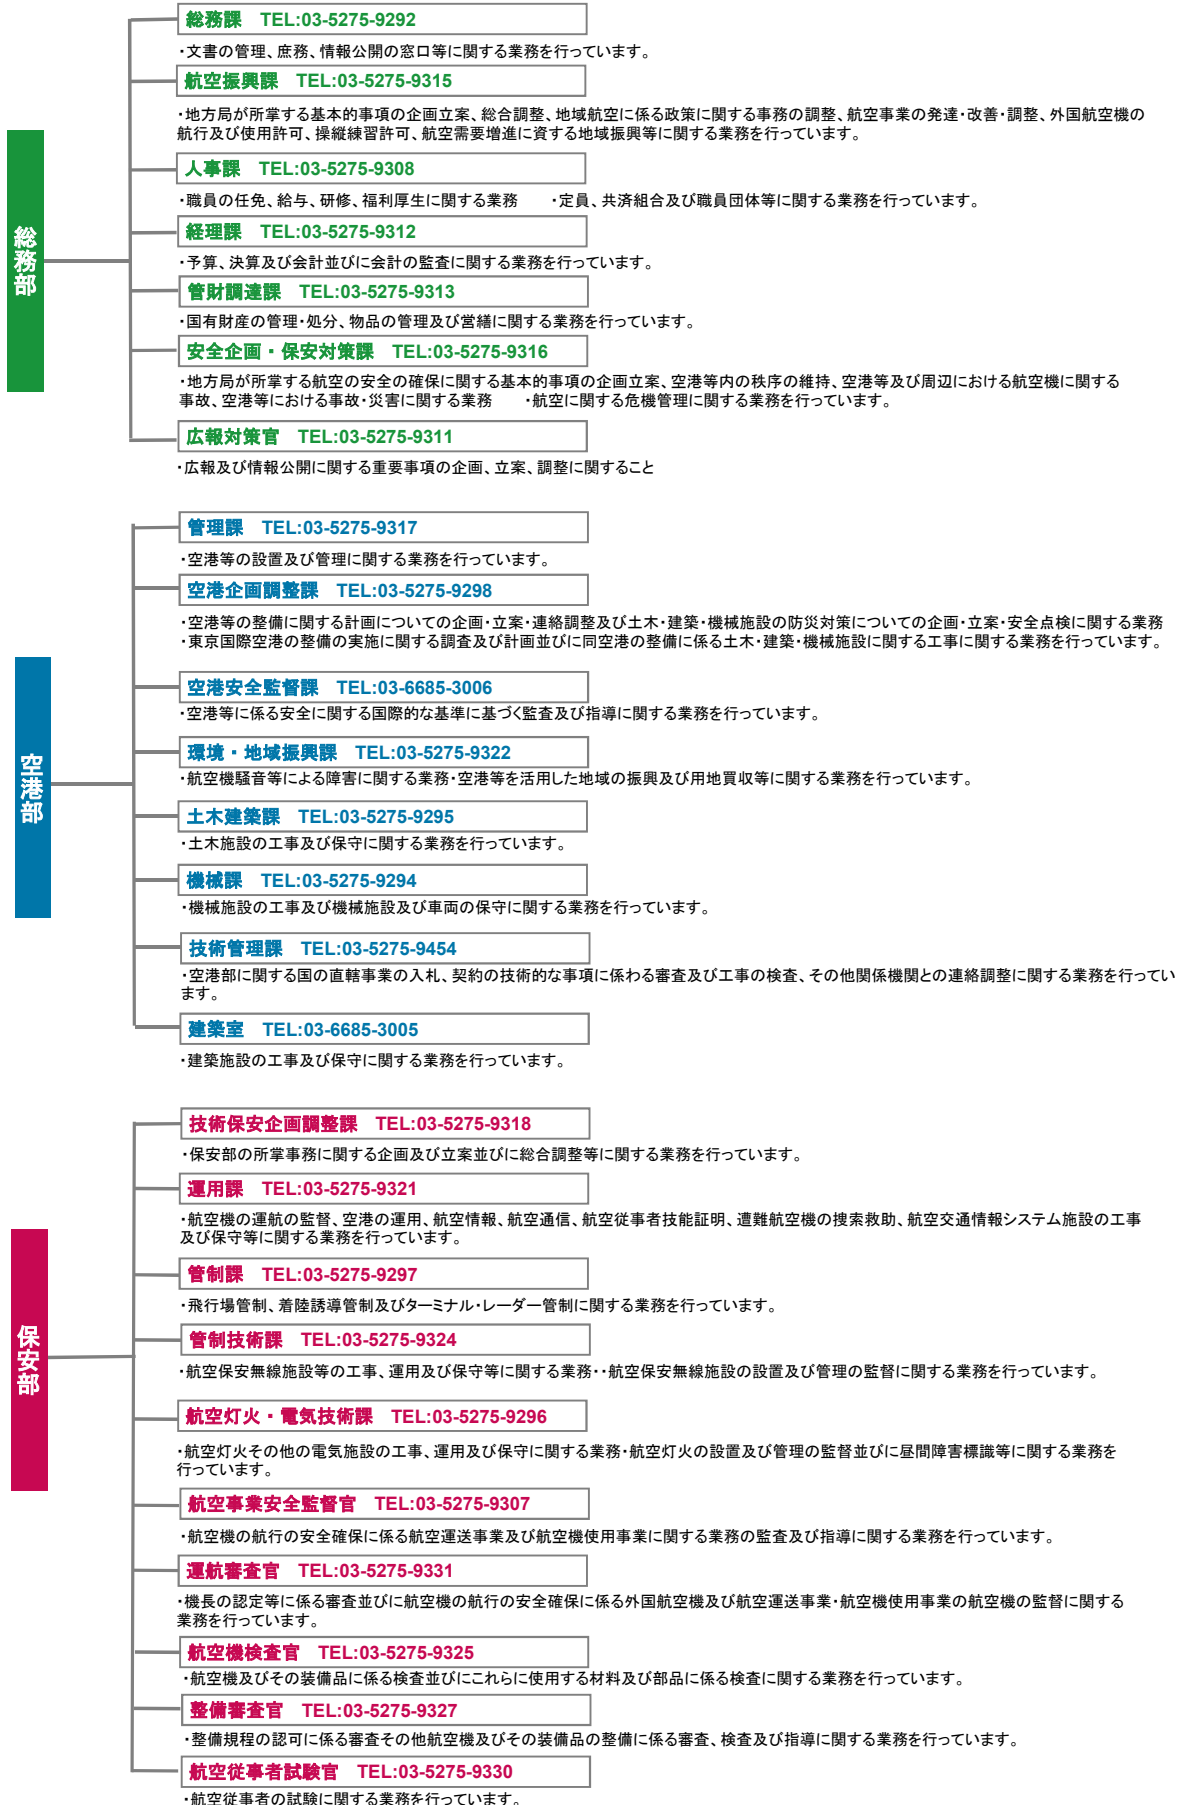 総務部
総務課　TEL:03-5275-9292
・文書の管理、庶務、情報公開の窓口等に関する業務を行っています。
航空振興課　TEL:03-5275-9315
・地方局が所掌する基本的事項の企画立案、総合調整、地域航空に係る政策に関する事務の調整、航空事業の発達・改善・調整、外国航空機の
航行及び使用許可、操縦練習許可、航空需要増進に資する地域振興等に関する業務を行っています。
人事課　TEL:03-5275-9308
・職員の任免、給与、研修、福利厚生に関する業務　　・定員、共済組合及び職員団体等に関する業務を行っています。
経理課　TEL:03-5275-9312
・予算、決算及び会計並びに会計の監査に関する業務を行っています。
管財調達課　TEL:03-5275-9313
・国有財産の管理・処分、物品の管理及び営繕に関する業務を行っています。
安全企画・保安対策課　TEL:03-5275-9316
・地方局が所掌する航空の安全の確保に関する基本的事項の企画立案、空港等内の秩序の維持、空港等及び周辺における航空機に関する
事故、空港等における事故・災害に関する業務　　・航空に関する危機管理に関する業務を行っています。
広報対策官　TEL:03-5275-9311
・広報及び情報公開に関する重要事項の企画、立案、調整に関すること
空港部
管理課　TEL:03-5275-9317
・空港等の設置及び管理に関する業務を行っています。
空港企画調整課　TEL:03-5275-9298
・空港等の整備に関する計画についての企画・立案・連絡調整及び土木・建築・機械施設の防災対策についての企画・立案・安全点検に関する業務
・東京国際空港の整備の実施に関する調査及び計画並びに同空港の整備に係る土木・建築・機械施設に関する工事に関する業務を行っています。
空港安全監督課　TEL:03-6685-3006
・空港等に係る安全に関する国際的な基準に基づく監査及び指導に関する業務を行っています。
環境・地域振興課　TEL:03-5275-9322
・航空機騒音等による障害に関する業務・空港等を活用した地域の振興及び用地買収等に関する業務を行っています。
土木建築課　TEL:03-5275-9295
・土木施設の工事及び保守に関する業務を行っています。
機械課　TEL:03-5275-9294
・機械施設の工事及び機械施設及び車両の保守に関する業務を行っています。
技術管理課　TEL:03-5275-9454
・空港部に関する国の直轄事業の入札、契約の技術的な事項に係わる審査及び工事の検査、その他関係機関との連絡調整に関する業務を行ってい
ます。
建築室　TEL:03-6685-3005
・建築施設の工事及び保守に関する業務を行っています。
保安部
技術保安企画調整課　TEL:03-5275-9318
・保安部の所掌事務に関する企画及び立案並びに総合調整等に関する業務を行っています。
運用課　TEL:03-5275-9321
・航空機の運航の監督、空港の運用、航空情報、航空通信、航空従事者技能証明、遭難航空機の捜索救助、航空交通情報システム施設の工事
及び保守等に関する業務を行っています。
管制課　TEL:03-5275-9297
・飛行場管制、着陸誘導管制及びターミナル・レーダー管制に関する業務を行っています。
管制技術課　TEL:03-5275-9324
・航空保安無線施設等の工事、運用及び保守等に関する業務・・航空保安無線施設の設置及び管理の監督に関する業務を行っています。
航空灯火・電気技術課　TEL:03-5275-9296
・航空灯火その他の電気施設の工事、運用及び保守に関する業務・航空灯火の設置及び管理の監督並びに昼間障害標識等に関する業務を
行っています。
航空事業安全監督官　TEL:03-5275-9307
・航空機の航行の安全確保に係る航空運送事業及び航空機使用事業に関する業務の監査及び指導に関する業務を行っています。
運航審査官　TEL:03-5275-9331
・機長の認定等に係る審査並びに航空機の航行の安全確保に係る外国航空機及び航空運送事業・航空機使用事業の航空機の監督に関する
業務を行っています。
航空機検査官　TEL:03-5275-9325
・航空機及びその装備品に係る検査並びにこれらに使用する材料及び部品に係る検査に関する業務を行っています。
整備審査官　TEL:03-5275-9327
・整備規程の認可に係る審査その他航空機及びその装備品の整備に係る審査、検査及び指導に関する業務を行っています。
航空従事者試験官　TEL:03-5275-9330
・航空従事者の試験に関する業務を行っています。